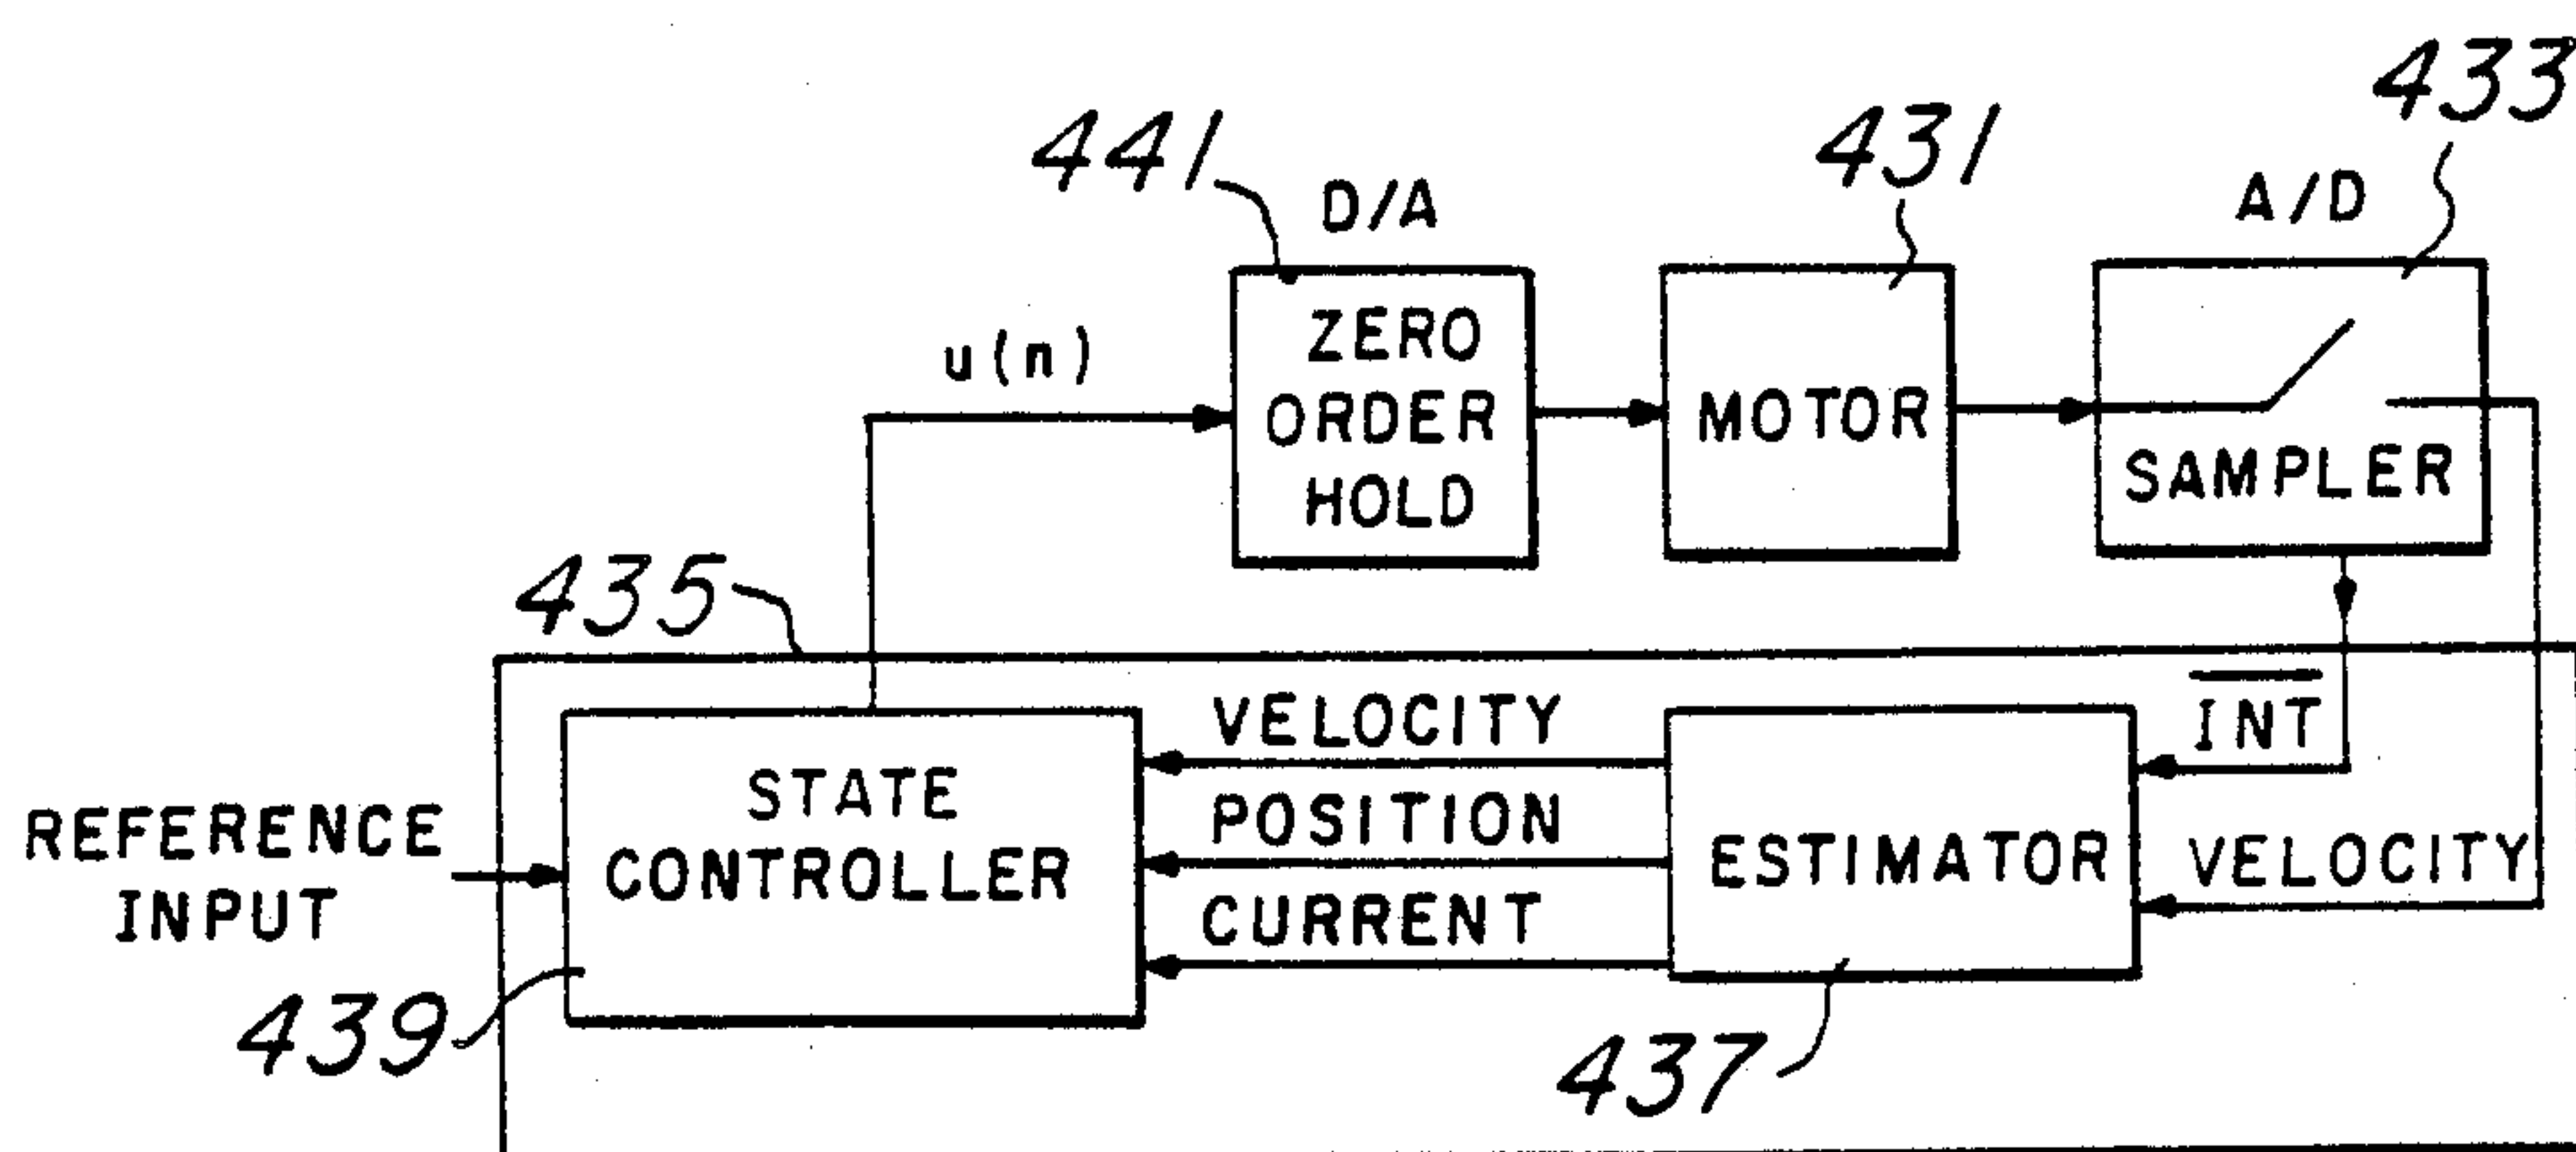 433
441
431
D/A
A/D
u(n)
ZERO
ORDER
HOLD
MOTOR
SAMPLER
435
VELOCITY
INT
STATE
CONTROLLER
POSITION
ESTIMATOR
VELOCITY
REFERENCE
INPUT
CURRENT
439
437